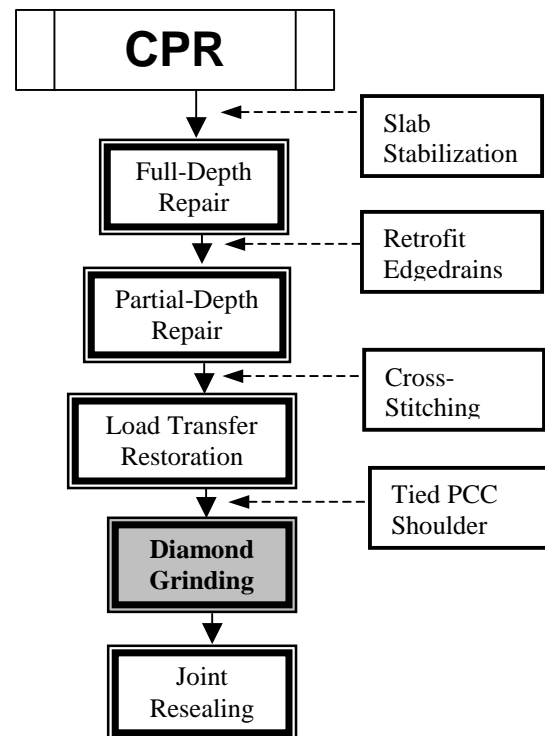 CPR
Slab
Stabilization
Full-Depth
Repair
Retrofit
Edgedrains
Partial-Depth
Repair
Cross-
Stitching
Load Transfer
Restoration
Tied PCC
Shoulder
Diamond
Grinding
Joint
Resealing